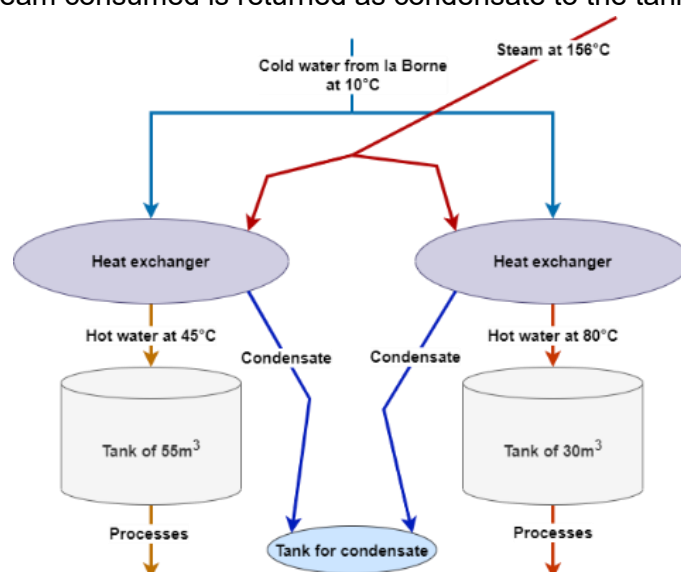 eam consumed is returned as condensate to the tank
Steam at 156°C
Cold water from la Borne
at 10°C
Heat exchanger
Heat exchanger
Hot water at 45°C
Hot water at 80°C
Condensate
Condensate
Tank of 55m³
Tank of 30m³
Processes
Processes
Tank for condensate